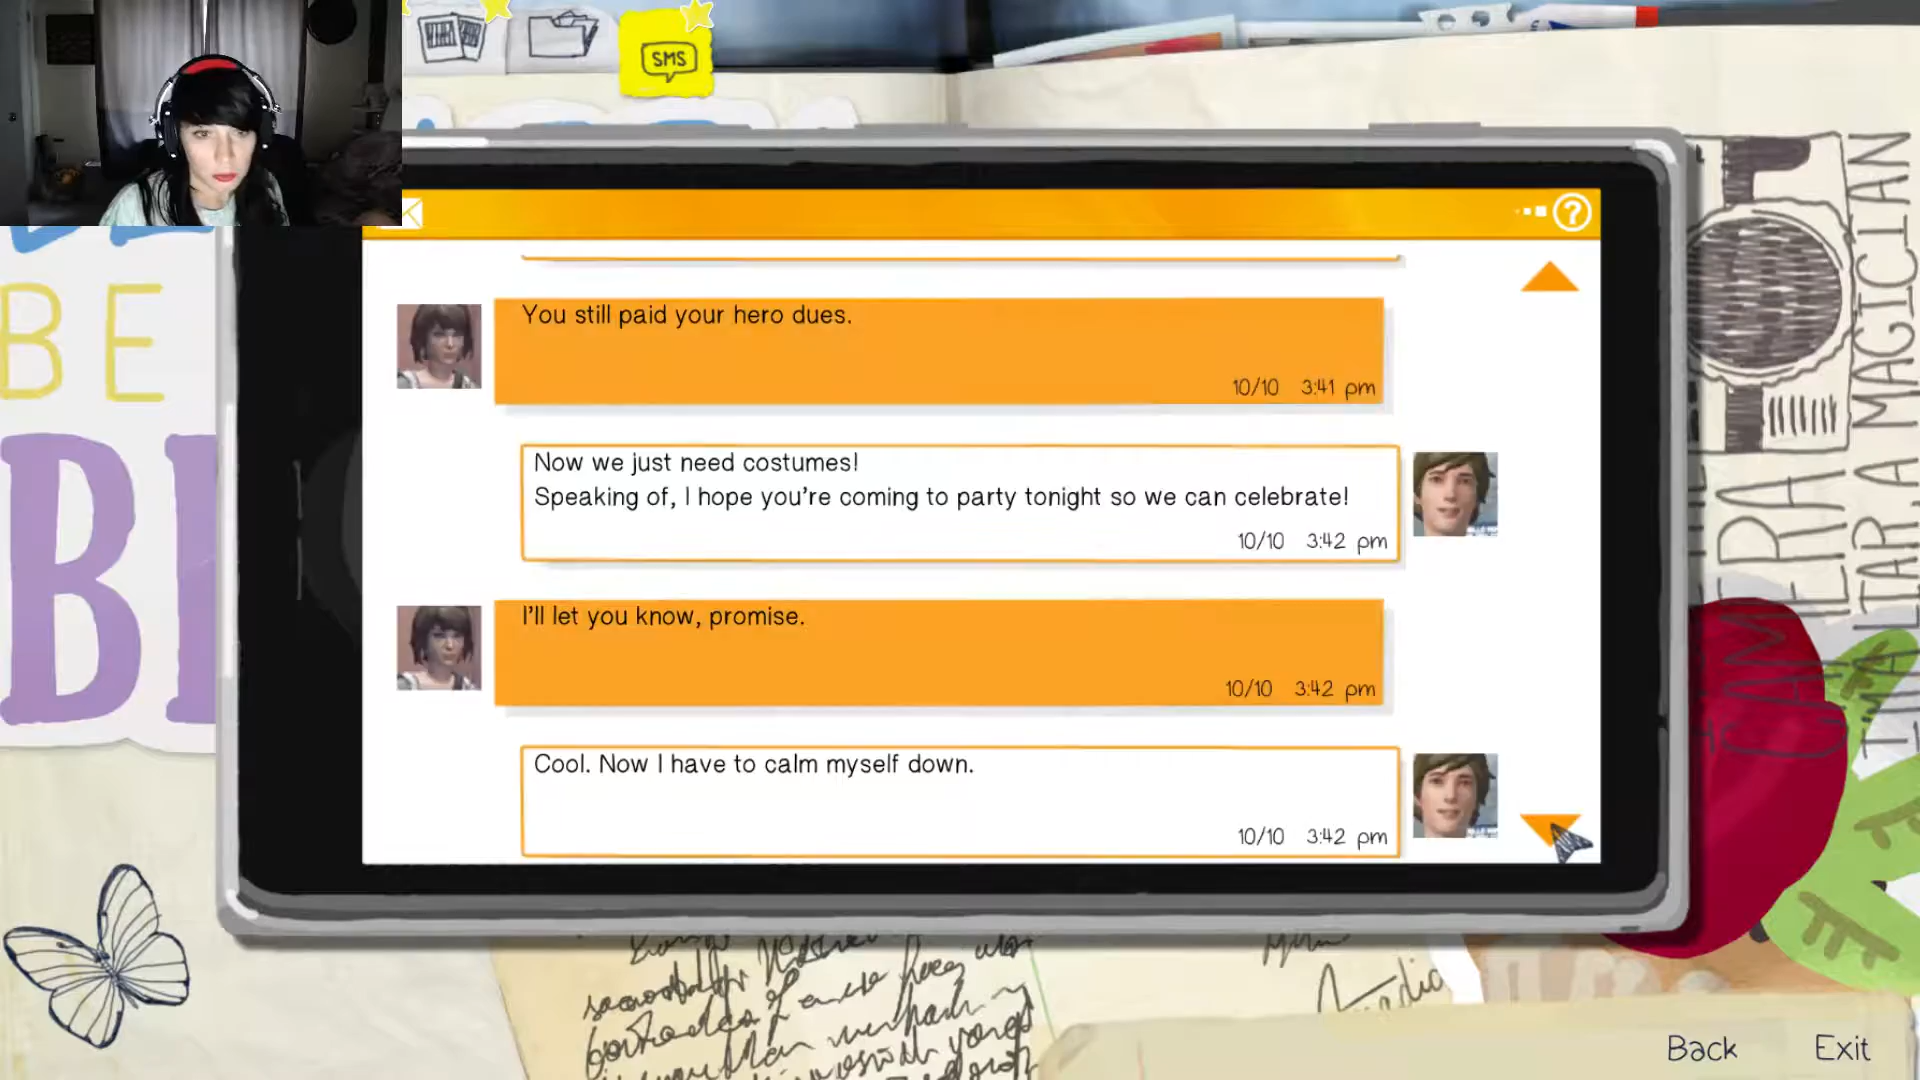 SMS
You still paid your hero dues.
10/10 3:41 pm
Now we just need costumes!
Speaking of, I hope you're coming to party tonight so we can celebrate!
10/10 3:42 pm
I'll let you know, promise.
10/10 3:42 pm
Cool. Now I have to calm myself down.
10/10 3:42 pm
BE
MAGICIAN
Back
Exit